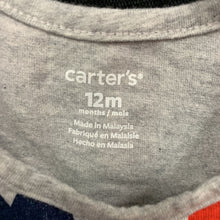 carter's®
12m
months / mois
Made in Malaysia
Fabriqué en Malaisie
Hecho en Malasia